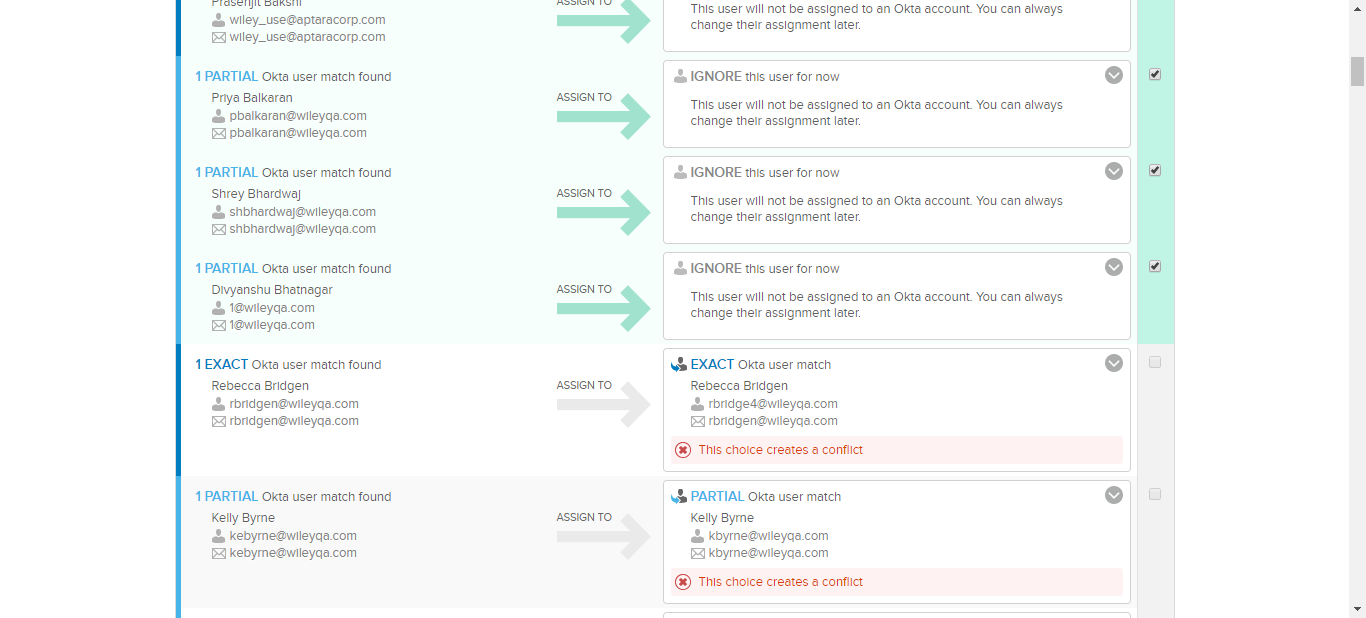 Prasenjit Bakshi
wiley_use@aptaracorp.com
wiley_use@aptaracorp.com
ASSIGN TO
This user will not be assigned to an Okta account. You can always
change their assignment later.
1 PARTIAL Okta user match found
Priya Balkaran
pbalkaran@wileyqa.com
pbalkaran@wileyqa.com
ASSIGN TO
IGNORE this user for now
This user will not be assigned to an Okta account. You can always
change their assignment later.
1 PARTIAL Okta user match found
Shrey Bhardwaj
shbhardwaj@wileyqa.com
shbhardwaj@wileyqa.com
ASSIGN TO
IGNORE this user for now
This user will not be assigned to an Okta account. You can always
change their assignment later.
1 PARTIAL Okta user match found
Divyanshu Bhatnagar
1@wileyqa.com
1@wileyqa.com
ASSIGN TO
IGNORE this user for now
This user will not be assigned to an Okta account. You can always
change their assignment later.
1 EXACT Okta user match found
Rebecca Bridgen
rbridgen@wileyqa.com
rbridgen@wileyqa.com
ASSIGN TO
EXACT Okta user match
Rebecca Bridgen
rbridge4@wileyqa.com
rbridgen@wileyqa.com
This choice creates a conflict
1 PARTIAL Okta user match found
Kelly Byrne
kebyrne@wileyqa.com
kebyrne@wileyqa.com
ASSIGN TO
PARTIAL Okta user match
Kelly Byrne
kbyrne@wileyqa.com
kbyrne@wileyqa.com
This choice creates a conflict